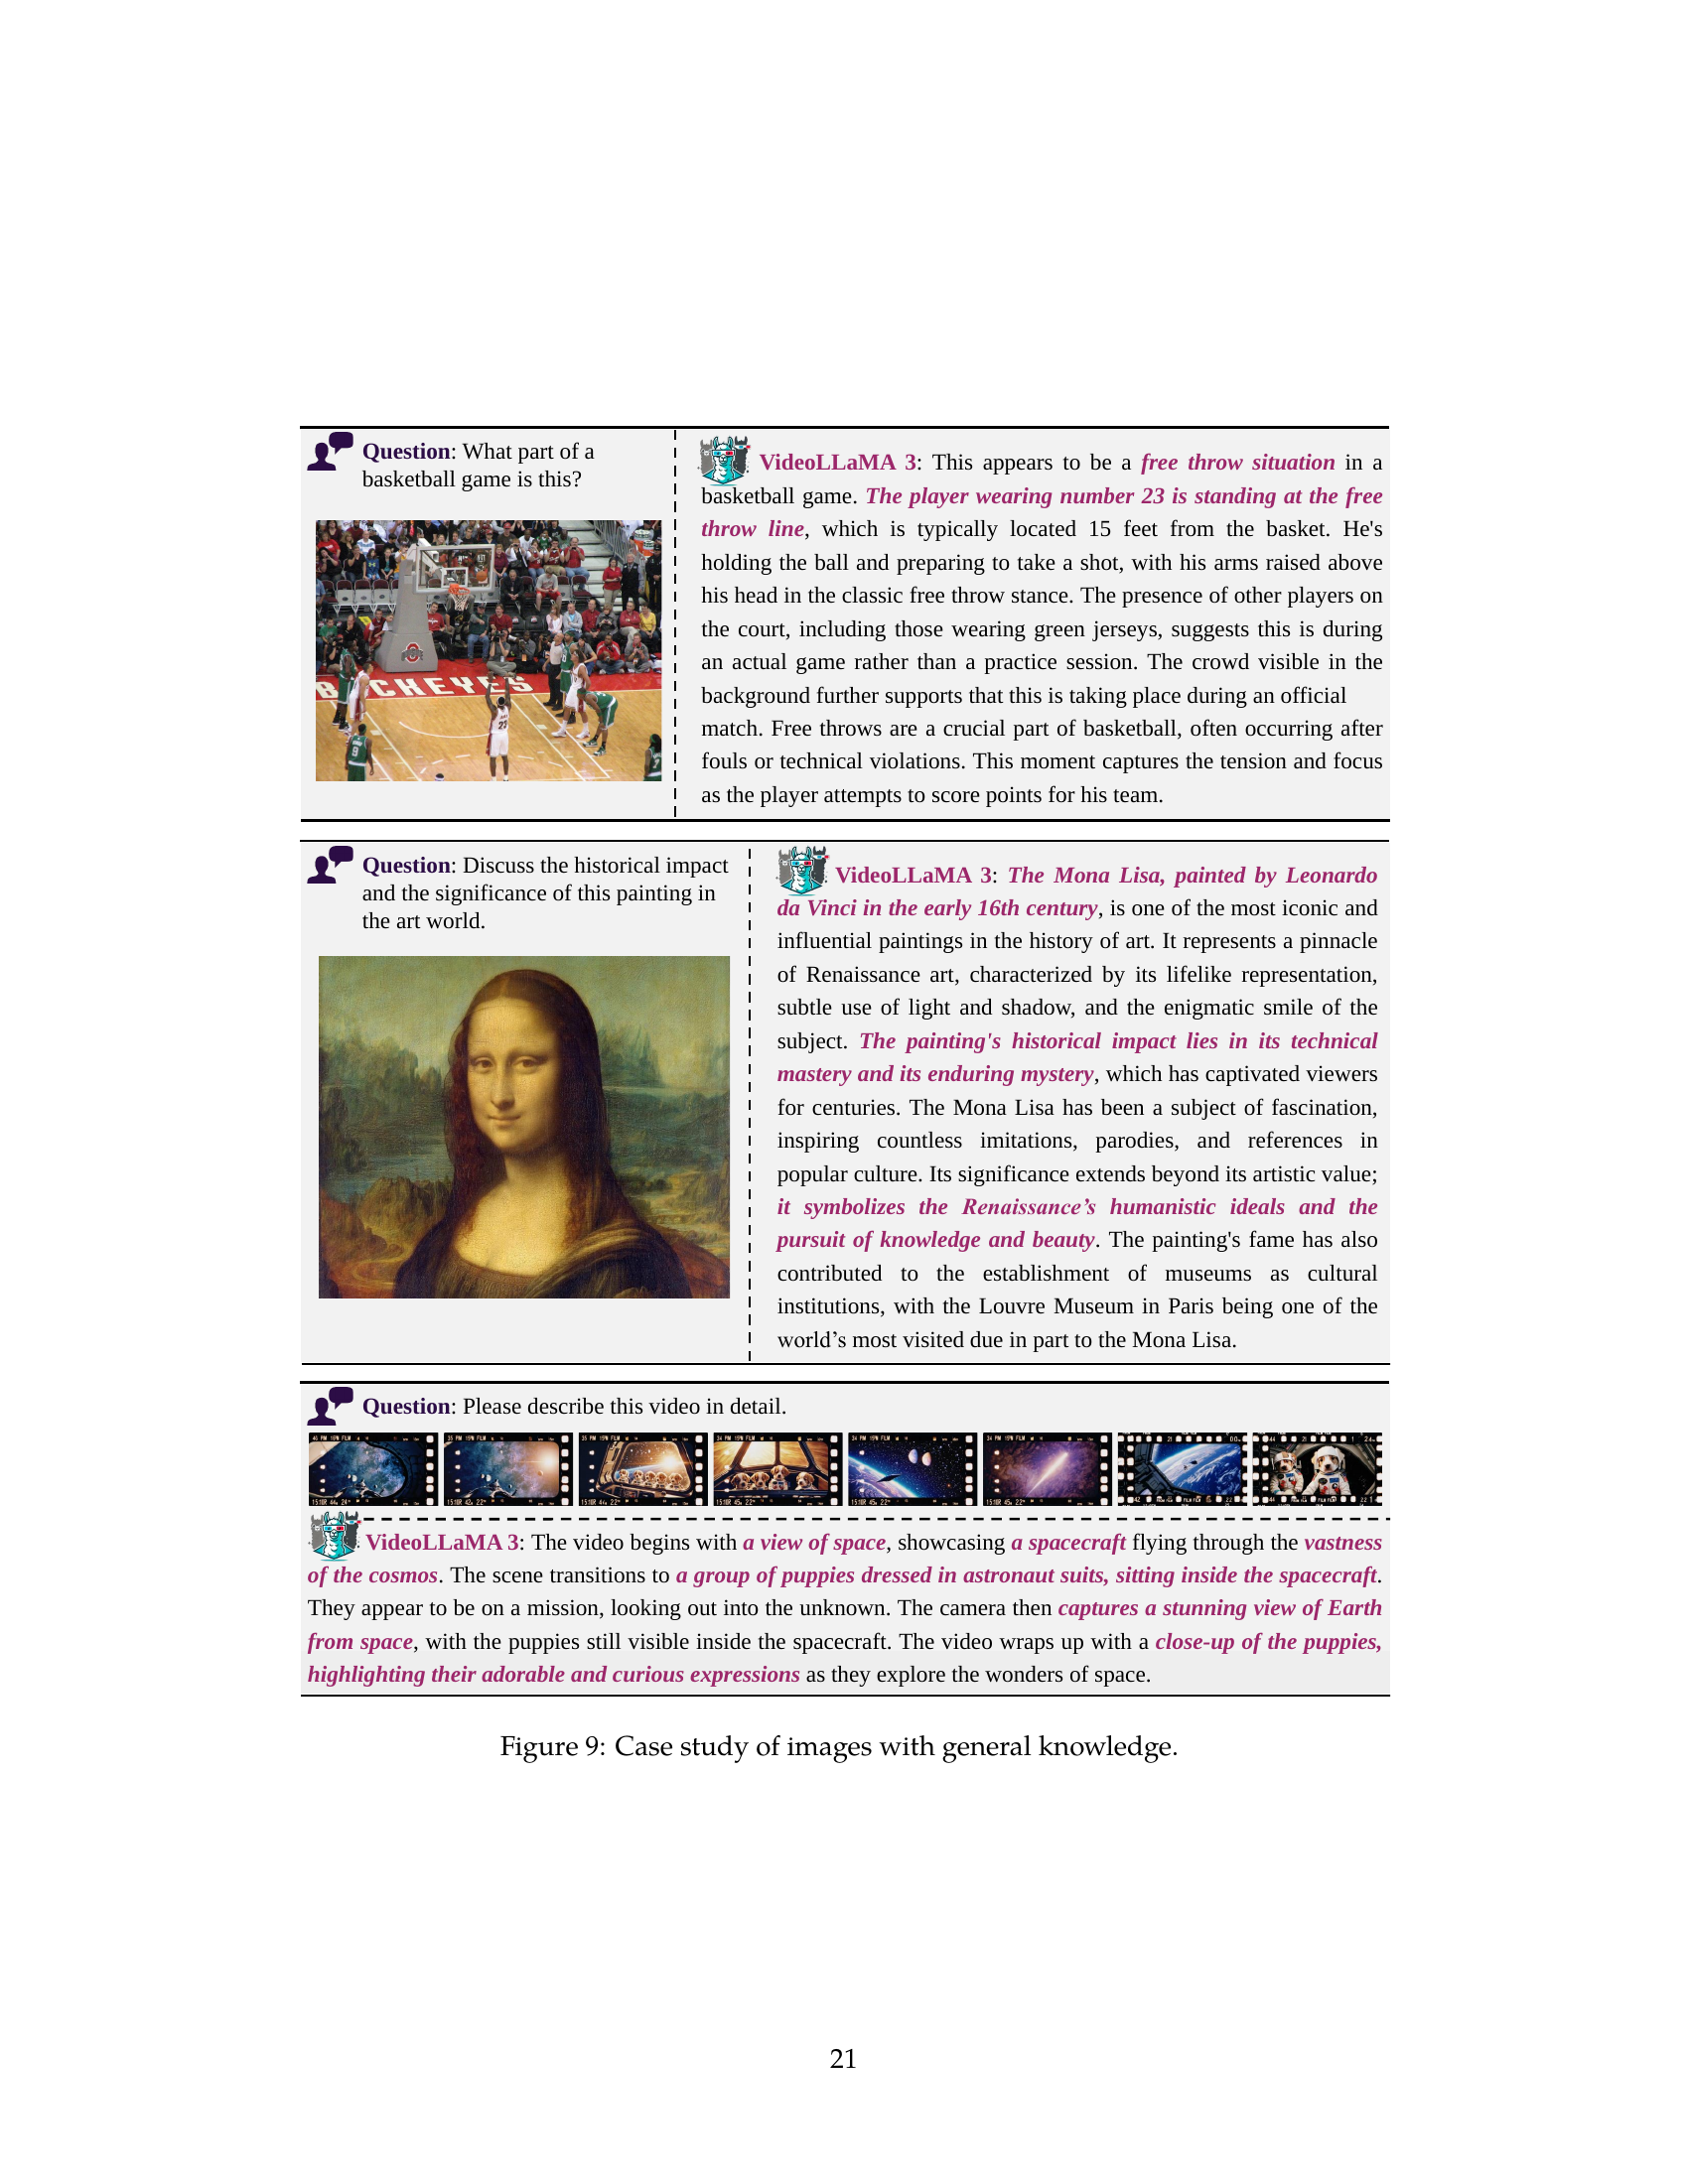 Question: What part of a
basketball game is this?
BUCKEYES
23
9
VideoLLaMA 3: This appears to be a free throw situation in a
basketball game. The player wearing number 23 is standing at the free
throw line, which is typically located 15 feet from the basket. He's
holding the ball and preparing to take a shot, with his arms raised above
his head in the classic free throw stance. The presence of other players on
the court, including those wearing green jerseys, suggests this is during
an actual game rather than a practice session. The crowd visible in the
background further supports that this is taking place during an official
match. Free throws are a crucial part of basketball, often occurring after
fouls or technical violations. This moment captures the tension and focus
as the player attempts to score points for his team.
Question: Discuss the historical impact
and the significance of this painting in
the art world.
VideoLLaMA 3: The Mona Lisa, painted by Leonardo
da Vinci in the early 16th century, is one of the most iconic and
influential paintings in the history of art. It represents a pinnacle
of Renaissance art, characterized by its lifelike representation,
subtle use of light and shadow, and the enigmatic smile of the
subject. The painting's historical impact lies in its technical
mastery and its enduring mystery, which has captivated viewers
for centuries. The Mona Lisa has been a subject of fascination,
inspiring countless imitations, parodies, and references in
popular culture. Its significance extends beyond its artistic value;
it symbolizes the Renaissance’s humanistic ideals and the
pursuit of knowledge and beauty. The painting's fame has also
contributed to the establishment of museums as cultural
institutions, with the Louvre Museum in Paris being one of the
world’s most visited due in part to the Mona Lisa.
Question: Please describe this video in detail.
VideoLLaMA 3: The video begins with a view of space, showcasing a spacecraft flying through the vastness
of the cosmos. The scene transitions to a group of puppies dressed in astronaut suits, sitting inside the spacecraft.
They appear to be on a mission, looking out into the unknown. The camera then captures a stunning view of Earth
from space, with the puppies still visible inside the spacecraft. The video wraps up with a close-up of the puppies,
highlighting their adorable and curious expressions as they explore the wonders of space.
Figure 9: Case study of images with general knowledge.
21